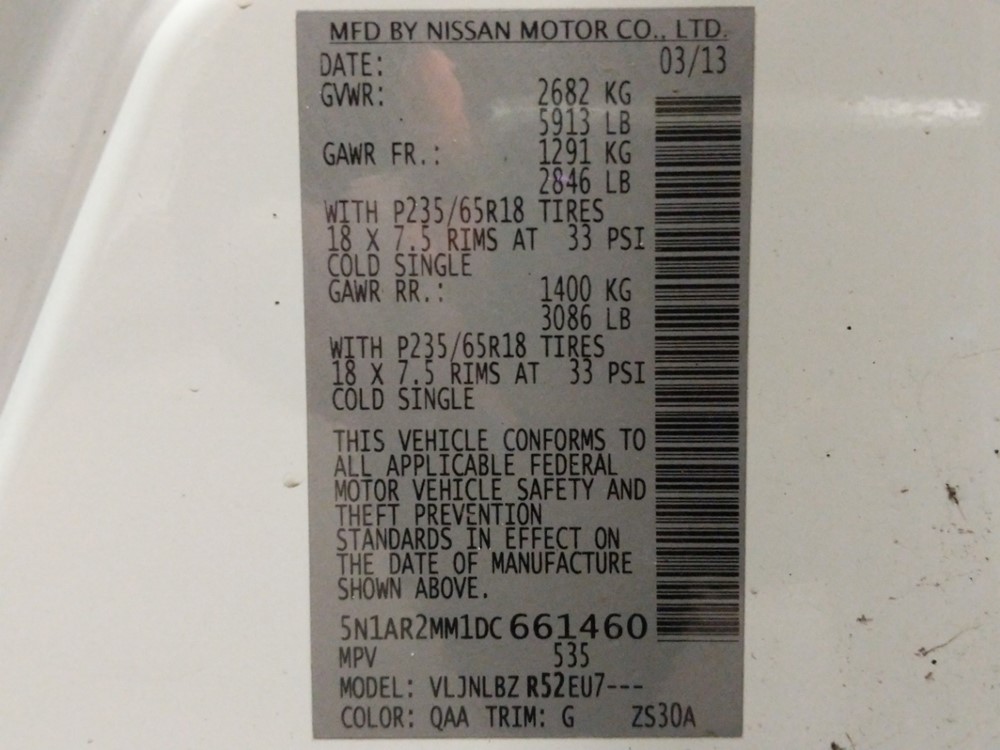 MFD BY NISSAN MOTOR CO., LTD.
DATE: 03/13
GVWR: 2682 KG
5913 LB
GAWR FR.: 1291 KG
2846 LB
WITH P235/65R18 TIRES
18 X 7.5 RIMS AT 33 PSI
COLD SINGLE
GAWR RR.: 1400 KG
3086 LB
WITH P235/65R18 TIRES
18 X 7.5 RIMS AT 33 PSI
COLD SINGLE
THIS VEHICLE CONFORMS TO
ALL APPLICABLE FEDERAL
MOTOR VEHICLE SAFETY AND
THEFT PREVENTION
STANDARDS IN EFFECT ON
THE DATE OF MANUFACTURE
SHOWN ABOVE.
5N1AR2MM1DC661460
MPV 535
MODEL: VLJNLBZ R52EU7---
COLOR: QAA TRIM: G ZS30A